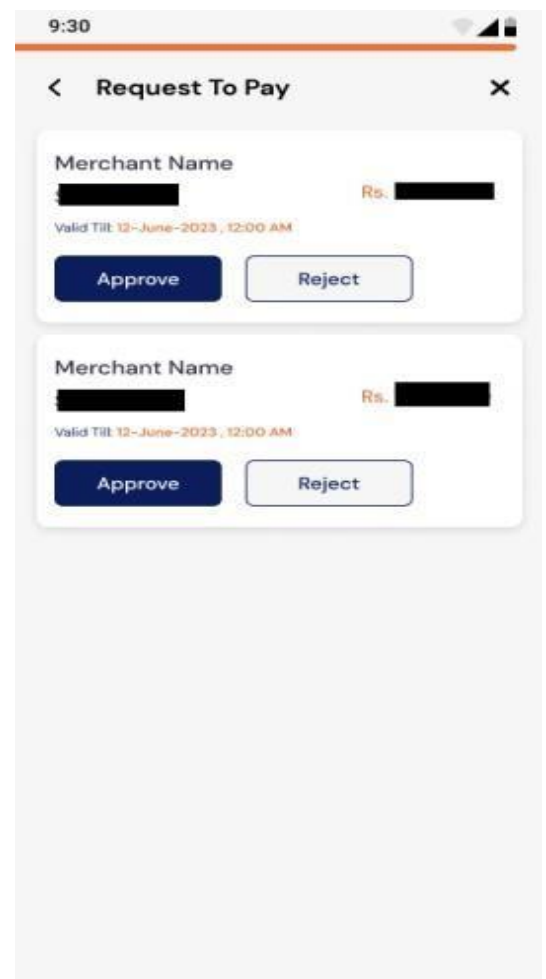 9:30
Request To Pay
Merchant Name
Rs.
Valid Till: 12-June-2023, 12:00 AM
Approve Reject
Merchant Name
Rs.
Valid Till: 12-June-2023, 12:00 AM
Approve Reject